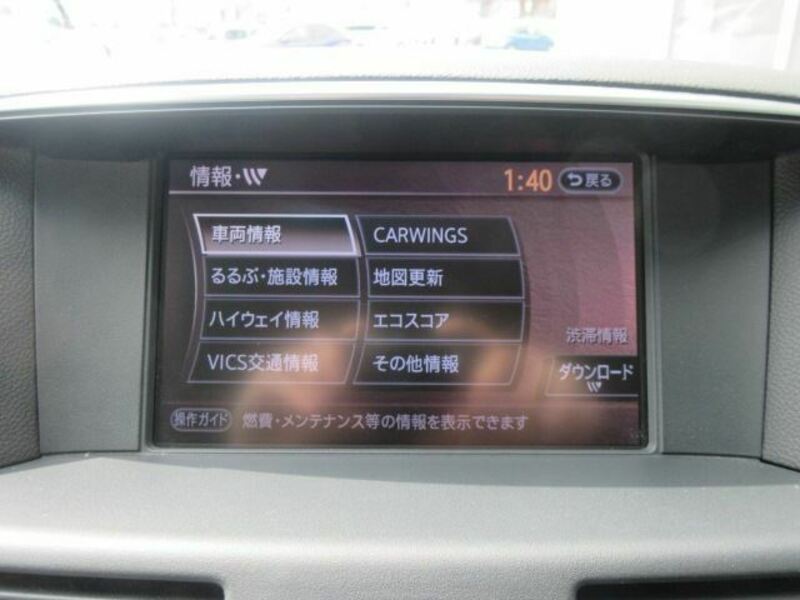 情報・
1:40 戻る
車両情報 CARWINGS
るるぶ・施設情報 地図更新
ハイウェイ情報 エコスコア
VICS交通情報 その他情報
渋滞情報
ダウンロード
操作ガイド 燃費・メンテナンス等の情報を表示できます